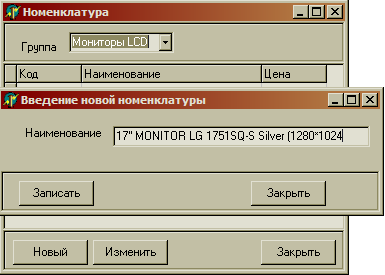 Номенклатура
Группа Мониторы LCD
Код Наименование Цена
Введение новой номенклатуры
Наименование 17" MONITOR LG 1751SQ-S Silver (1280*1024
Записать Закрыть
Новый Изменить Закрыть